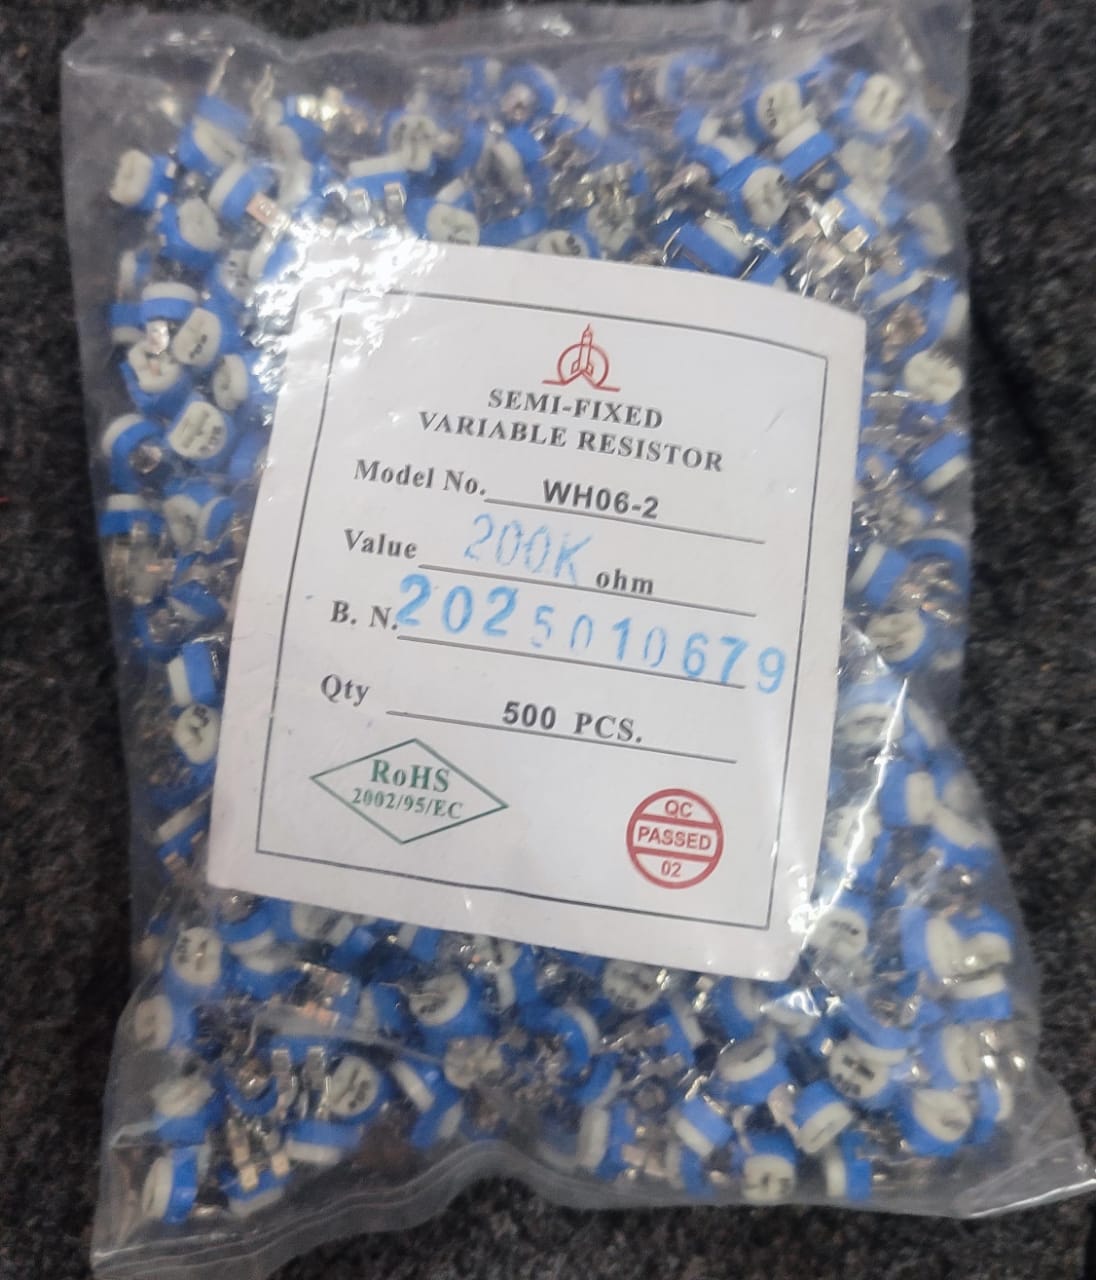 SEMI-FIXED
VARIABLE RESISTOR
Model No. WH06-2
Value 200K ohm
B. N. 2025010679
Qty 500 PCS.
RoHS
2002/95/EC
QC
PASSED
02